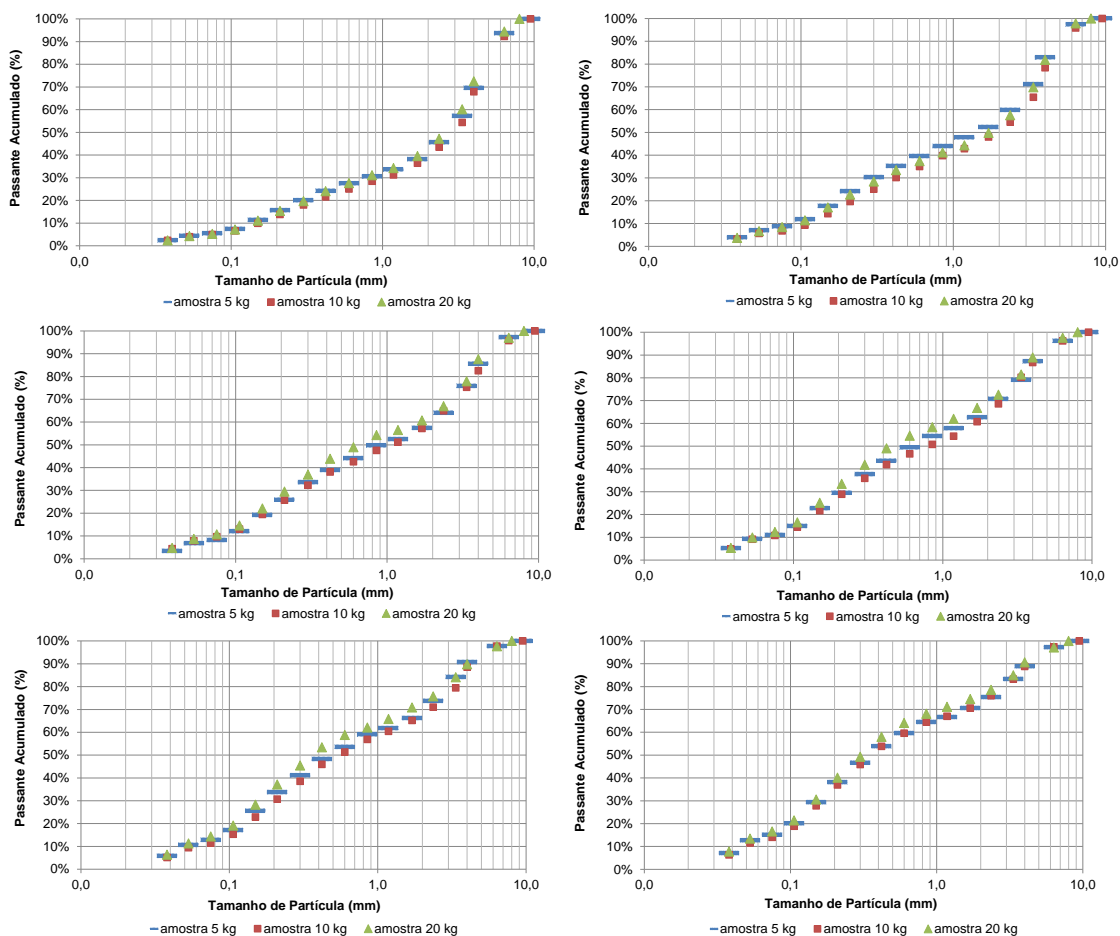 Passante Acumulado (%)
100%
90%
80%
70%
60%
50%
40%
30%
20%
10%
0%
0,0 0,1 1,0 10,0
Tamanho de Partícula (mm)
amostra 5 kg amostra 10 kg amostra 20 kg
Passante Acumulado (%)
100%
90%
80%
70%
60%
50%
40%
30%
20%
10%
0%
0,0 0,1 1,0 10,0
Tamanho de Partícula (mm)
amostra 5 kg amostra 10 kg amostra 20 kg
Passante Acumulado (%)
100%
90%
80%
70%
60%
50%
40%
30%
20%
10%
0%
0,0 0,1 1,0 10,0
Tamanho de Partícula (mm)
amostra 5 kg amostra 10 kg amostra 20 kg
Passante Acumulado (% )
100%
90%
80%
70%
60%
50%
40%
30%
20%
10%
0%
0,0 0,1 1,0 10,0
Tamanho de Partícula (mm)
amostra 5 kg amostra 10 kg amostra 20 kg
Passante Acumulado (%)
100%
90%
80%
70%
60%
50%
40%
30%
20%
10%
0%
0,0 0,1 1,0 10,0
Tamanho de Partícula (mm)
amostra 5 kg amostra 10 kg amostra 20 kg
Passante Acumulado (%)
100%
90%
80%
70%
60%
50%
40%
30%
20%
10%
0%
0,0 0,1 1,0 10,0
Tamanho de Partícula (mm)
amostra 5 kg amostra 10 kg amostra 20 kg